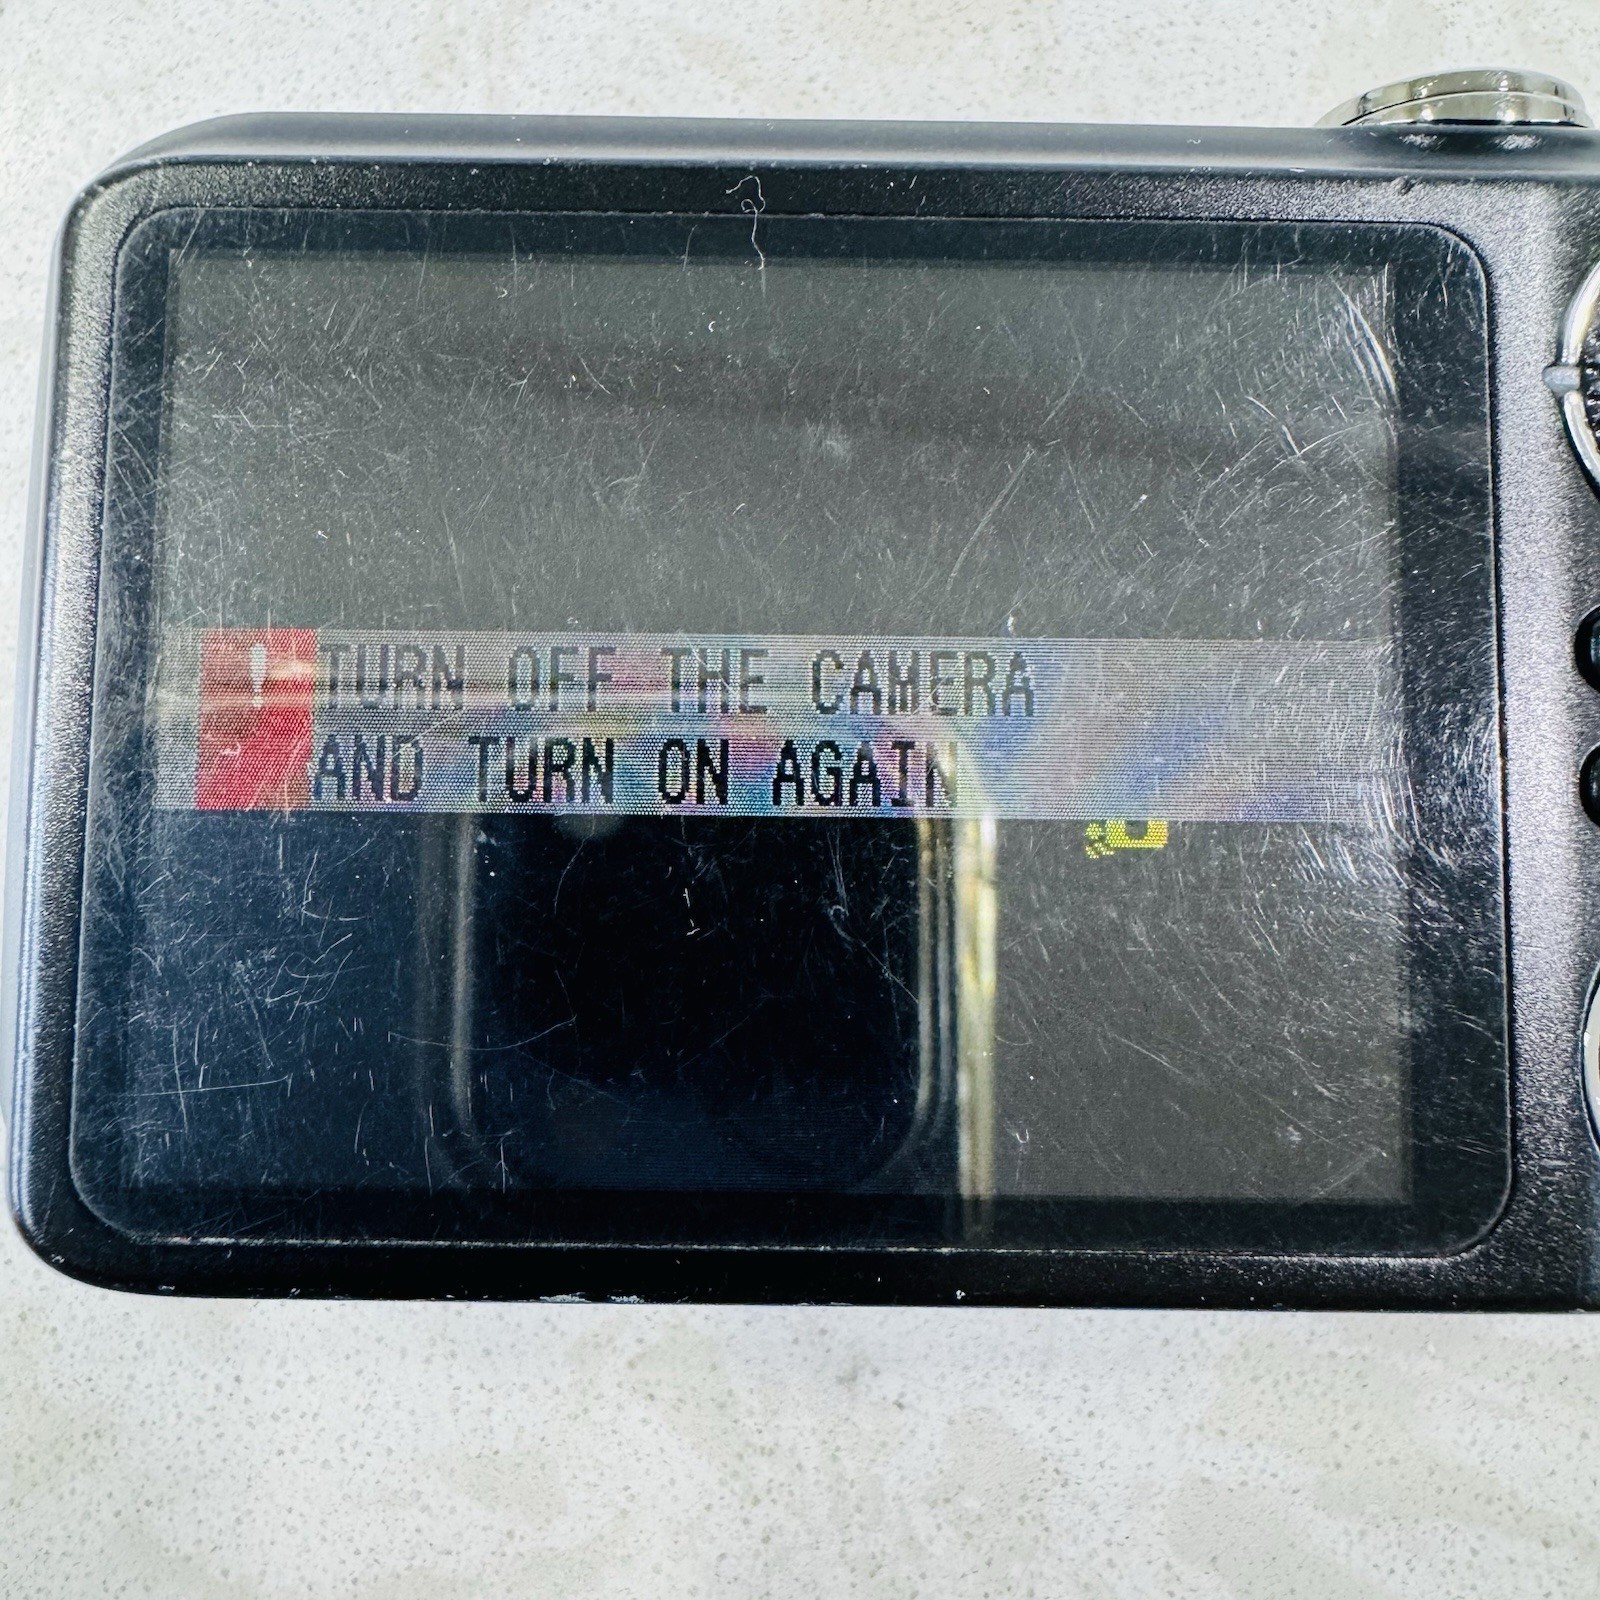 ! TURN OFF THE CAMERA
AND TURN ON AGAIN